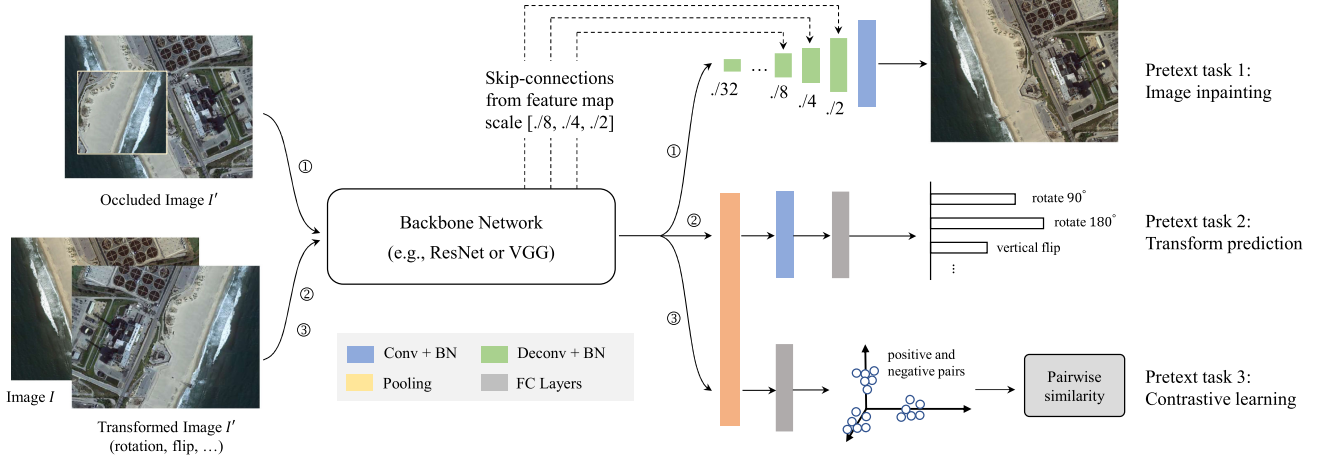 Skip-connections
from feature map
scale [./8, ./4, ./2]
./32
...
./8
./4
./2
Pretext task 1:
Image inpainting
Occluded Image I′
①
①
Backbone Network
(e.g., ResNet or VGG)
②
rotate 90°
rotate 180°
vertical flip
⋮
Pretext task 2:
Transform prediction
②
③
③
Conv + BN
Deconv + BN
Pooling
FC Layers
positive and
negative pairs
Pairwise
similarity
Pretext task 3:
Contrastive learning
Image I
Transformed Image I′
(rotation, flip, …)